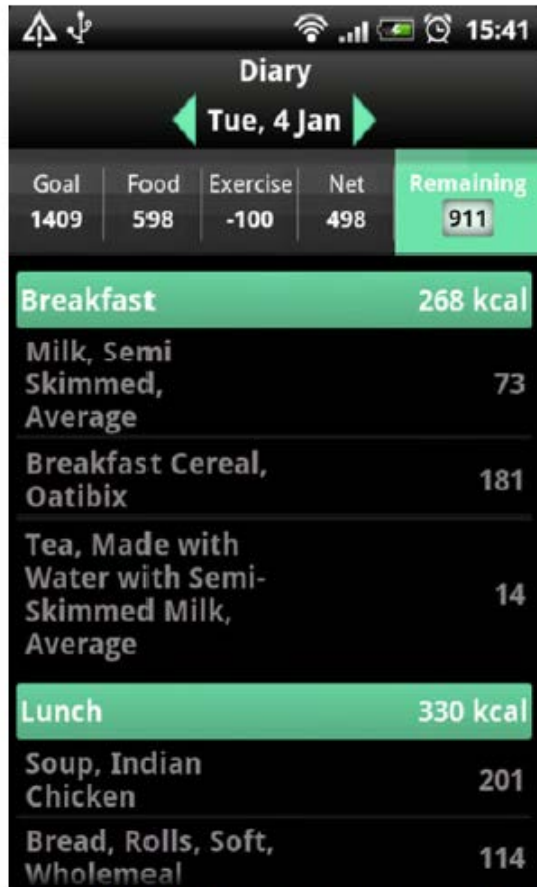 15:41
Diary
Tue, 4 Jan
Goal Food Exercise Net Remaining
1409 598 -100 498 911
Breakfast 268 kcal
Milk, Semi
Skimmed, 73
Average
Breakfast Cereal, 181
Oatibix
Tea, Made with
Water with Semi- 14
Skimmed Milk,
Average
Lunch 330 kcal
Soup, Indian 201
Chicken
Bread, Rolls, Soft, 114
Wholemeal